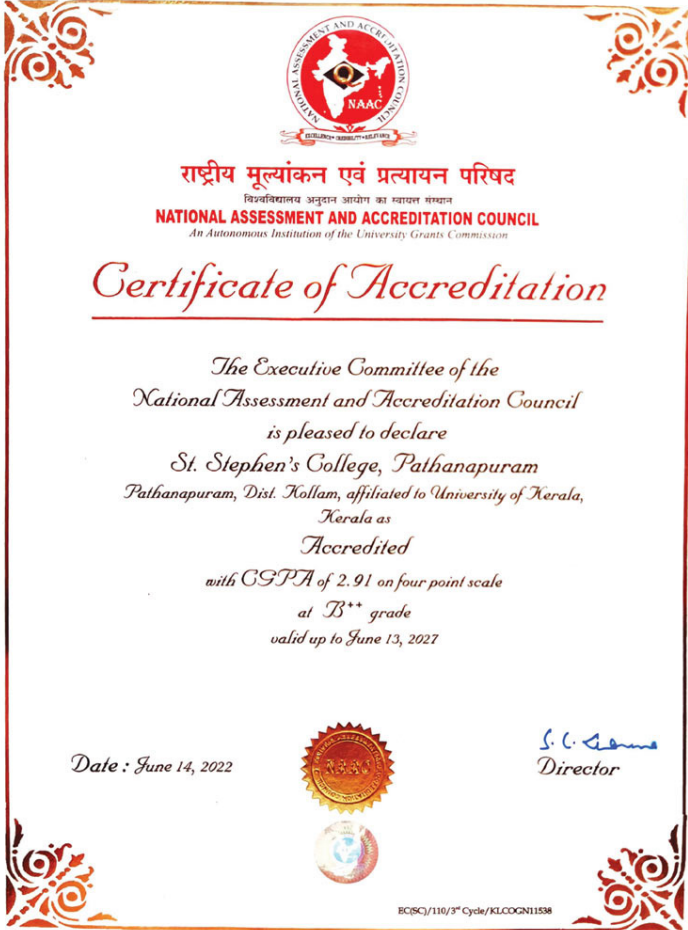 NATIONAL ASSESSMENT AND ACCREDITATION COUNCIL
NAAC
EXCELLENCE • CREDIBILITY • RELEVANCE
राष्ट्रीय मूल्यांकन एवं प्रत्यायन परिषद
विश्वविद्यालय अनुदान आयोग का स्वायत्त संस्थान
NATIONAL ASSESSMENT AND ACCREDITATION COUNCIL
An Autonomous Institution of the University Grants Commission
Certificate of Accreditation
The Executive Committee of the
National Assessment and Accreditation Council
is pleased to declare
St. Stephen's College, Pathanapuram
Pathanapuram, Dist. Kollam, affiliated to University of Kerala,
Kerala as
Accredited
with CGPA of 2.91 on four point scale
at B++ grade
valid up to June 13, 2027
Date : June 14, 2022
NAAC
S. C.
Director
EC(SC)/110/3rd Cycle/KLCOGN11538